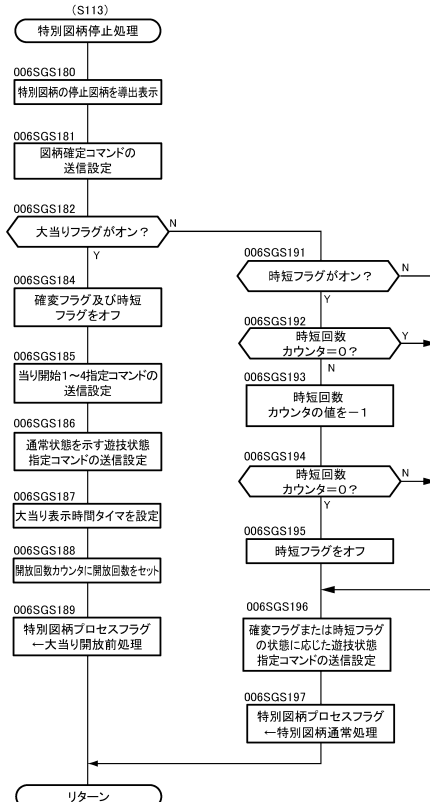 (S113)
特別図柄停止処理
006SGS180
特別図柄の停止図柄を導出表示
006SGS181
図柄確定コマンドの
送信設定
006SGS182
大当りフラグがオン？
N
Y
006SGS184
確変フラグ及び時短
フラグをオフ
006SGS185
当り開始1～4指定コマンドの
送信設定
006SGS186
通常状態を示す遊技状態
指定コマンドの送信設定
006SGS187
大当り表示時間タイマを設定
006SGS188
開放回数カウンタに開放回数をセット
006SGS189
特別図柄プロセスフラグ
←大当り開放前処理
006SGS191
時短フラグがオン？
N
Y
006SGS192
時短回数
カウンタ＝０？
Y
N
006SGS193
時短回数
カウンタの値を－1
006SGS194
時短回数
カウンタ＝０？
N
Y
006SGS195
時短フラグをオフ
006SGS196
確変フラグまたは時短フラグ
の状態に応じた遊技状態
指定コマンドの送信設定
006SGS197
特別図柄プロセスフラグ
←特別図柄通常処理
リターン